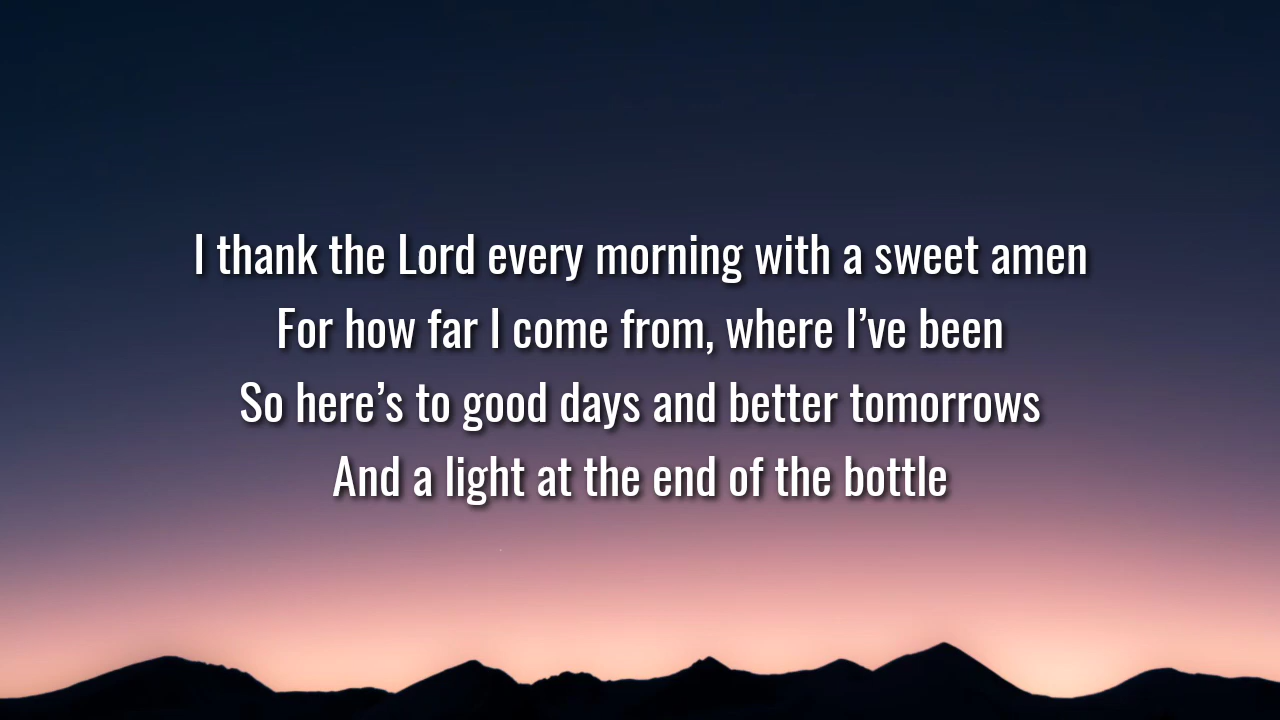 I thank the Lord every morning with a sweet amen
For how far I come from, where I’ve been
So here’s to good days and better tomorrows
And a light at the end of the bottle